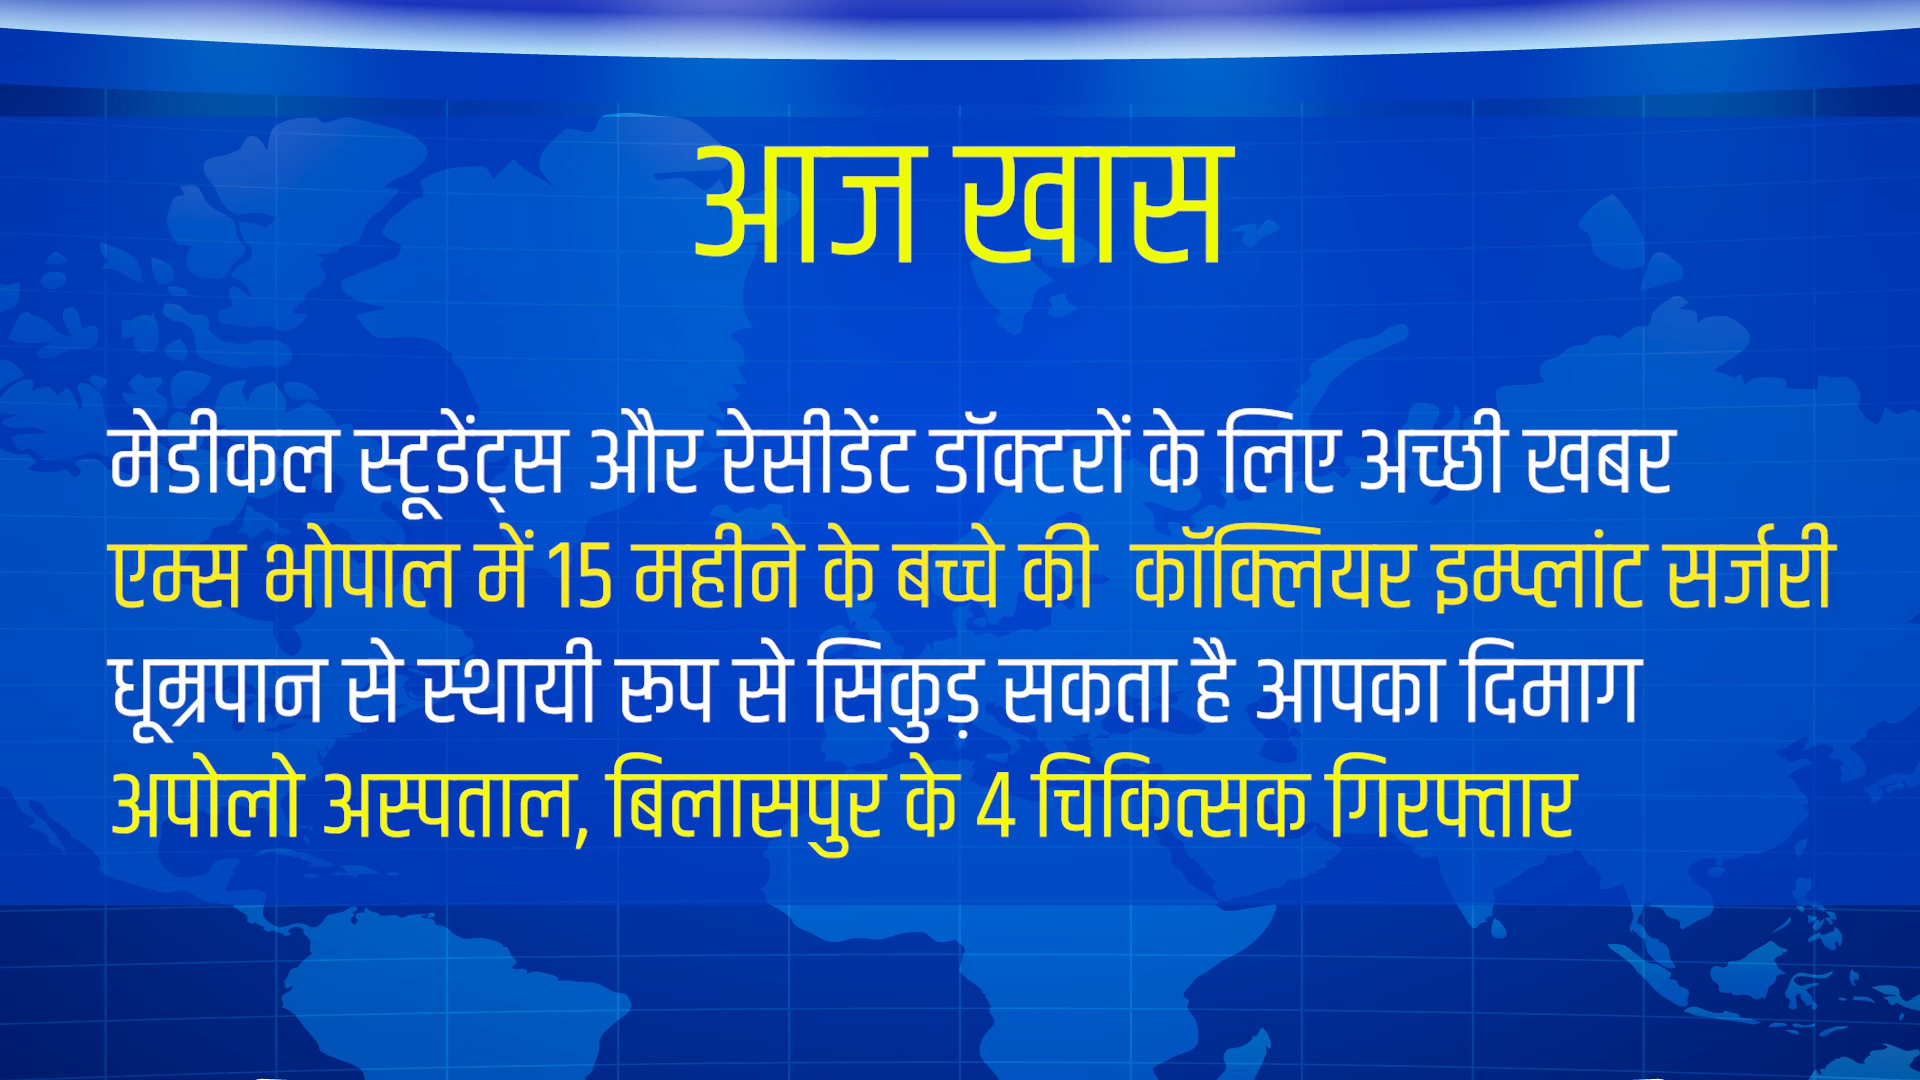 आज खास
मेडीकल स्टूडेंट्स और रेसीडेंट डॉक्टरों के लिए अच्छी खबर
एम्स भोपाल में 15 महीने के बच्चे की कॉक्लियर इम्प्लांट सर्जरी
धूम्रपान से स्थायी रूप से सिकुड़ सकता है आपका दिमाग
अपोलो अस्पताल, बिलासपुर के 4 चिकित्सक गिरफ्तार